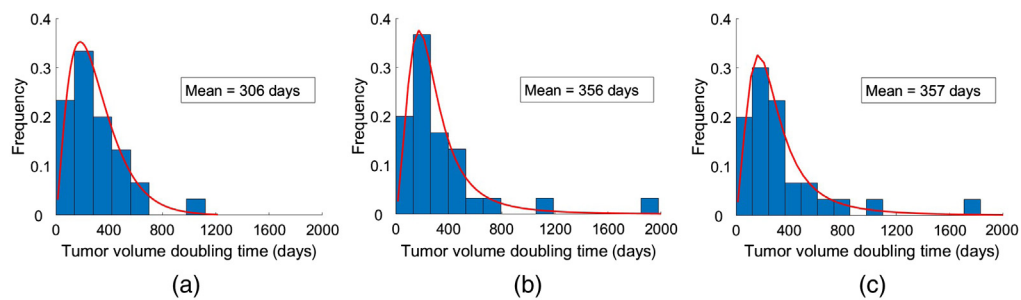 0.4
0.3
0.2
0.1
0
Frequency
Mean = 306 days
0 400 800 1200 1600 2000
Tumor volume doubling time (days)
(a)
0.4
0.3
0.2
0.1
0
Frequency
Mean = 356 days
0 400 800 1200 1600 2000
Tumor volume doubling time (days)
(b)
0.4
0.3
0.2
0.1
0
Frequency
Mean = 357 days
0 400 800 1200 1600 2000
Tumor volume doubling time (days)
(c)